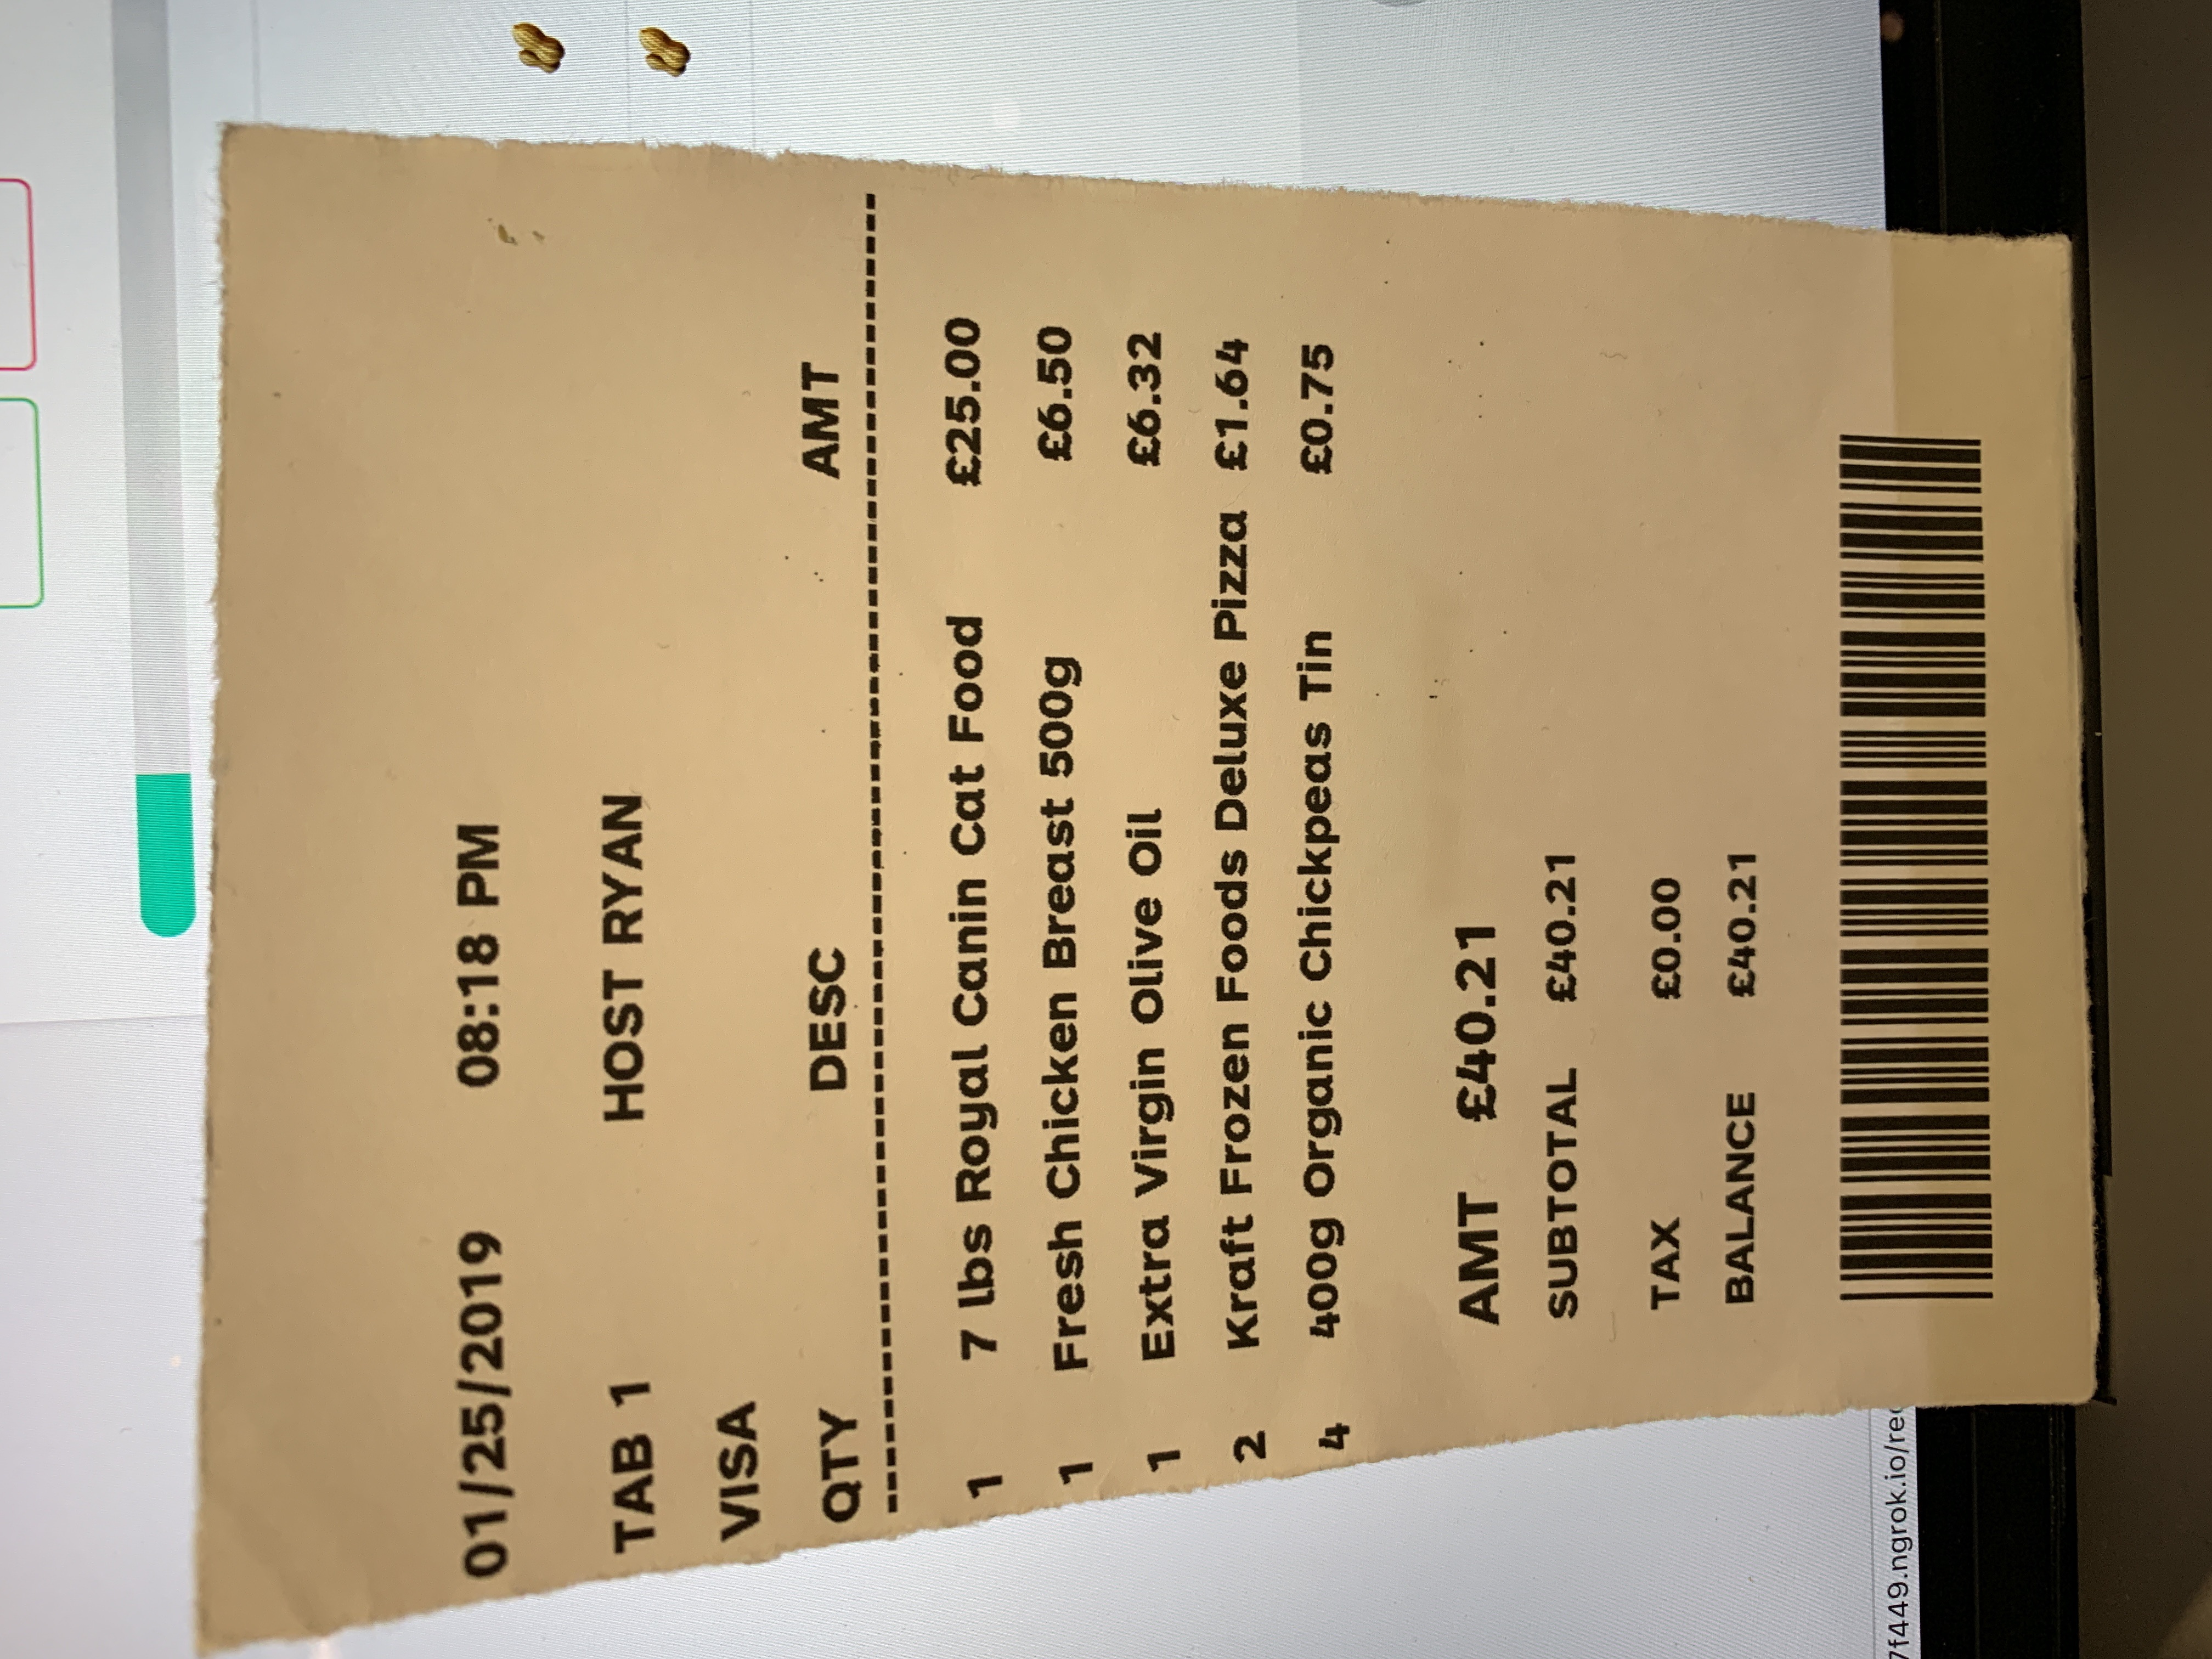 01/25/2019 08:18 PM
TAB 1 HOST RYAN
VISA
QTY DESC AMT
1 7 lbs Royal Canin Cat Food £25.00
1 Fresh Chicken Breast 500g £6.50
1 Extra Virgin Olive Oil £6.32
2 Kraft Frozen Foods Deluxe Pizza £1.64
4 400g Organic Chickpeas Tin £0.75
AMT £40.21
SUBTOTAL £40.21
TAX £0.00
BALANCE £40.21
7f449.ngrok.io/rec